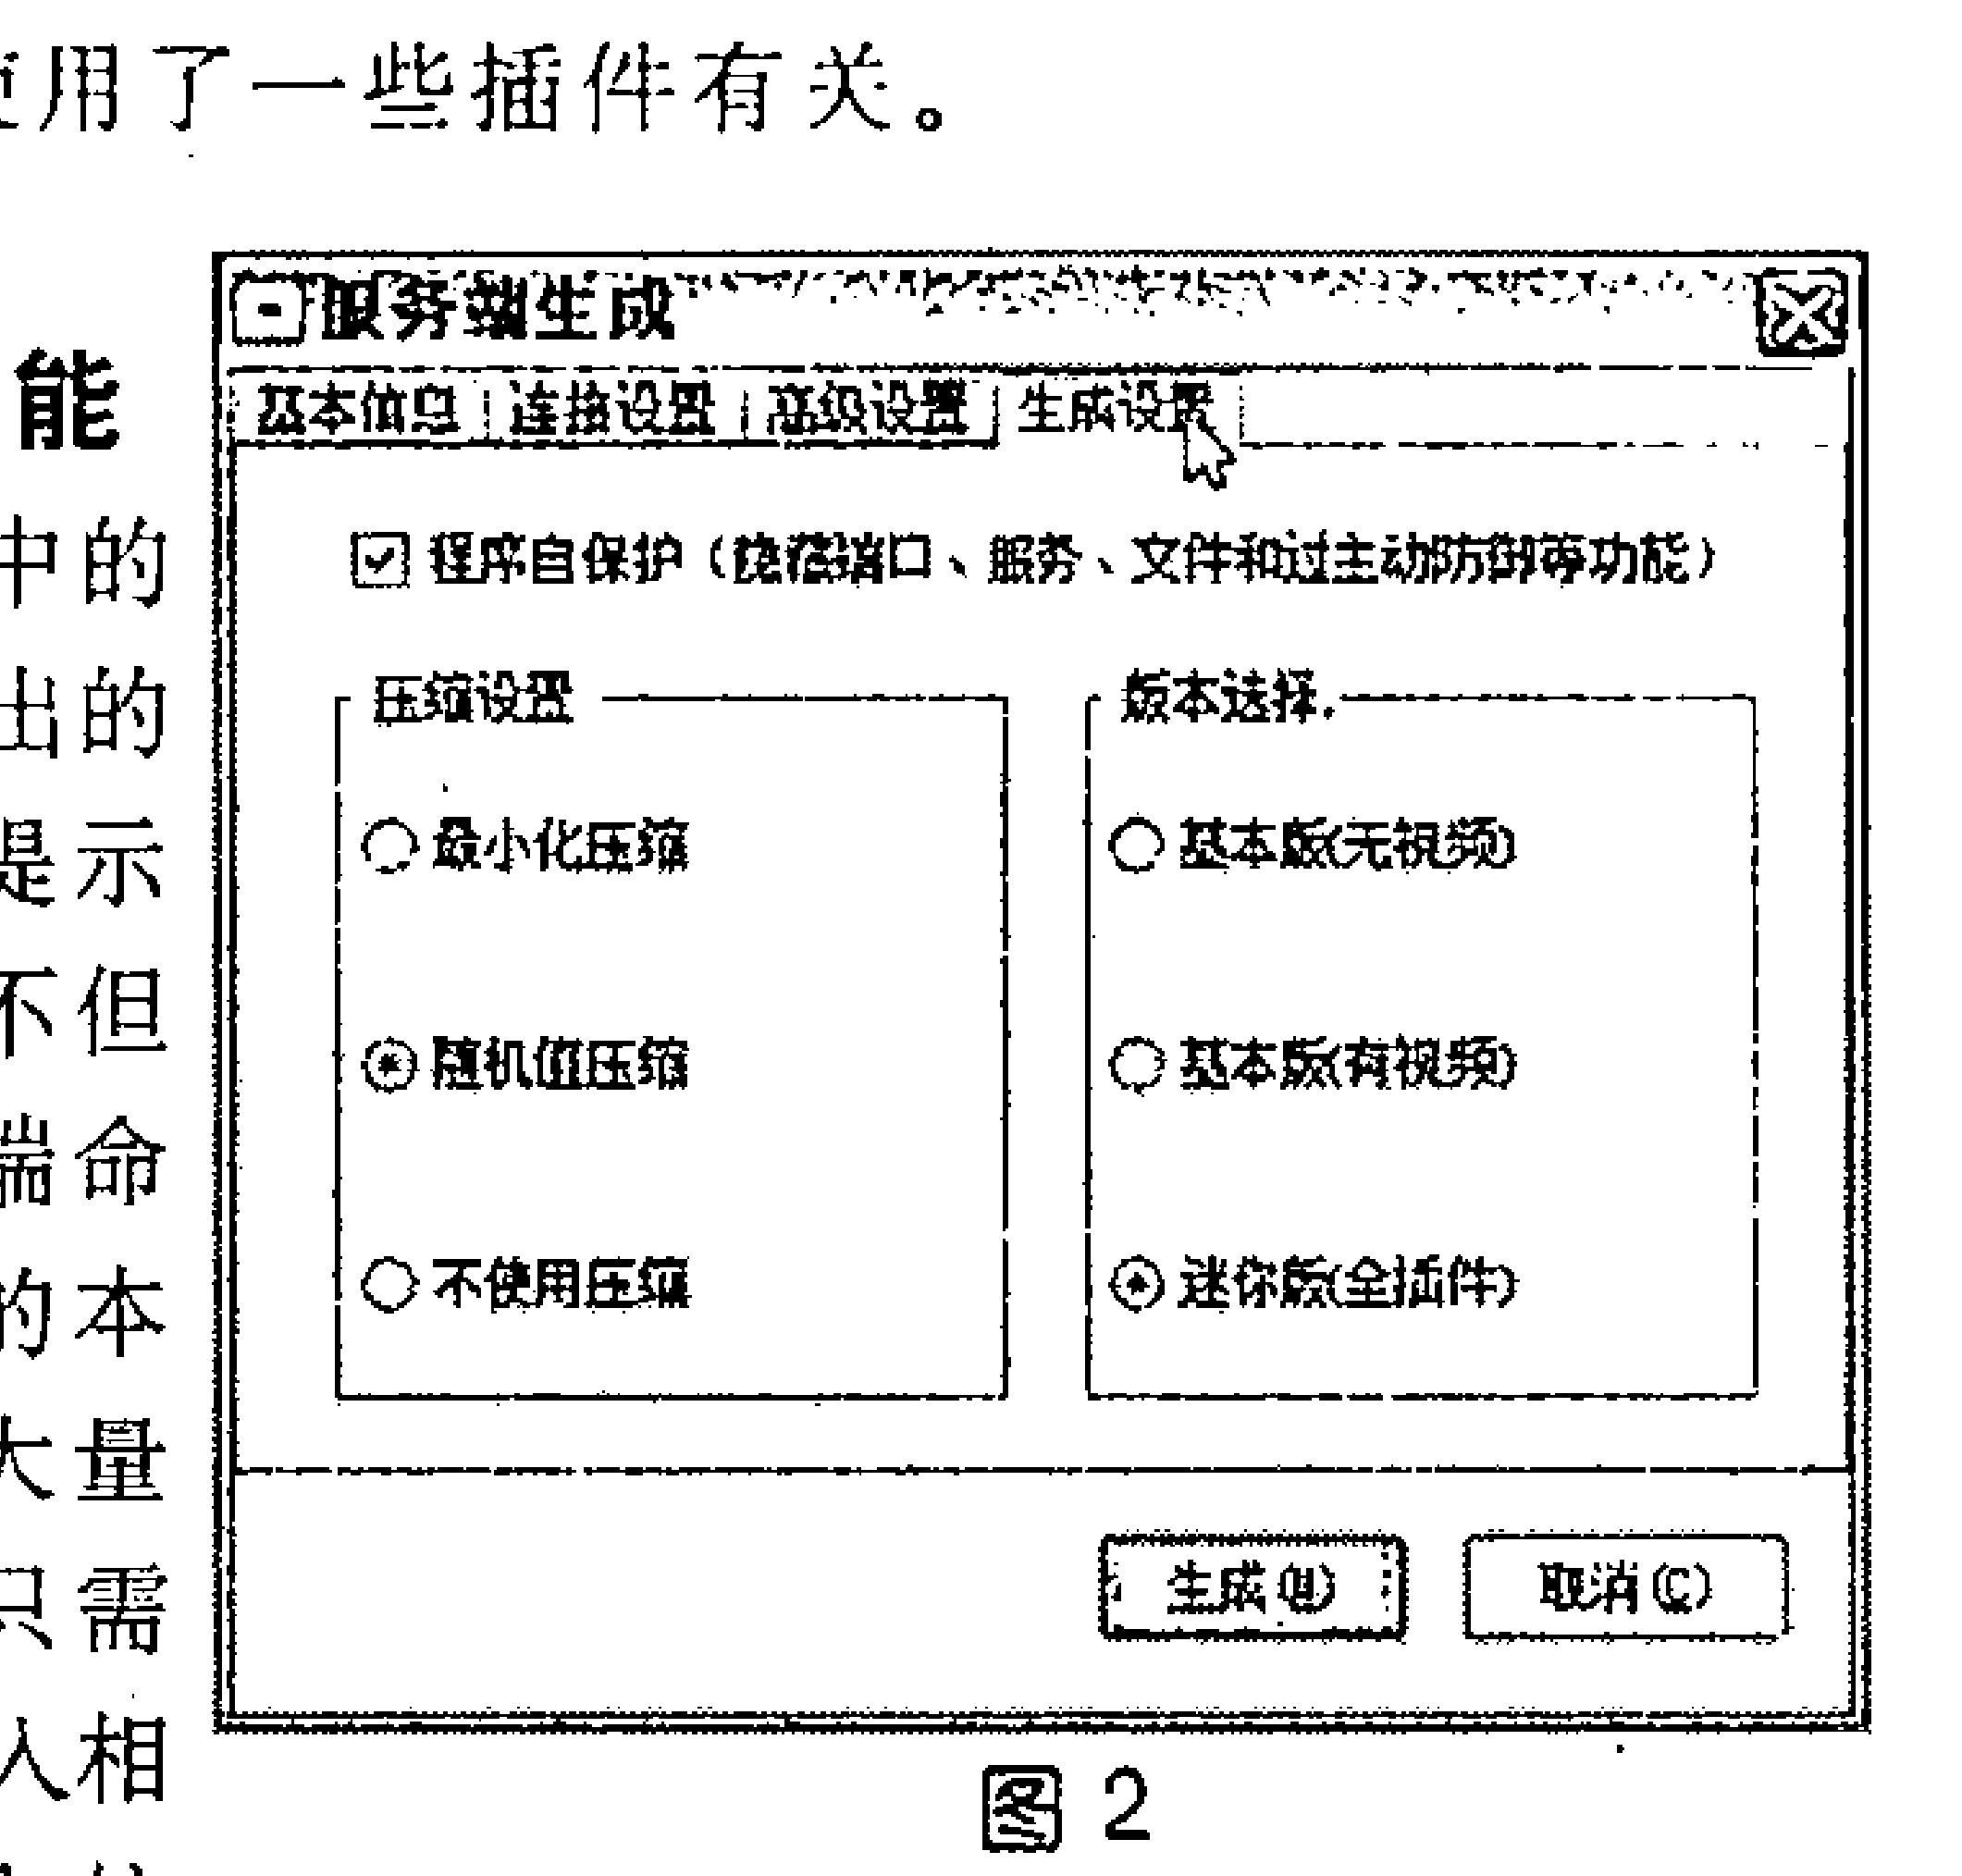 使用了一些插件有关。
能
中的
出的
是示
不但
端命
的本
大量
只需
入相
服务端生成
基本信息 连接设置 高级设置 生成设置
程序自保护（隐藏端口、服务、文件和过主动防御等功能）
压缩设置 版本选择
最小化压缩 基本版(无视频)
随机值压缩 基本版(有视频)
不使用压缩 迷你版(全插件)
生成 取消(C)
图 2